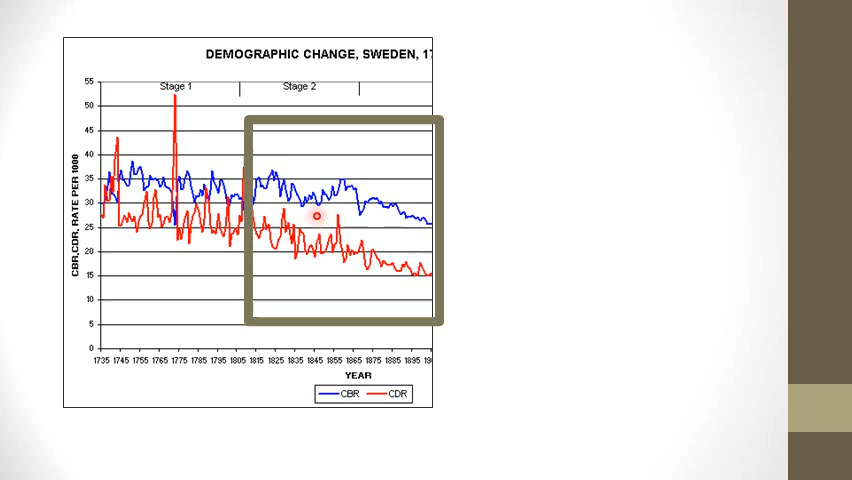 DEMOGRAPHIC CHANGE, SWEDEN, 17
Stage 1
Stage 2
55
50
45
40
35
30
25
20
15
10
5
0
CBR,CDR, RATE PER 1000
1735 1745 1755 1765 1775 1785 1795 1805 1815 1825 1835 1845 1855 1865 1875 1885 1895 190
YEAR
CBR CDR